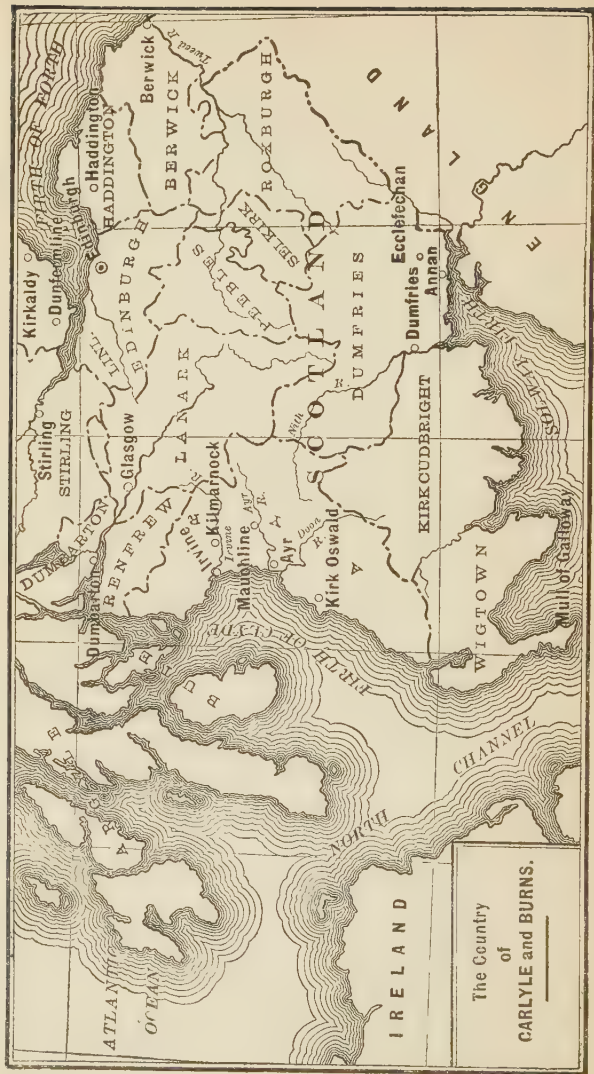 FIRTH OF FORTH
Kirkaldy
Dunfermline
Edinburgh
Haddington
HADDINGTON
Berwick
Tweed R.
BERWICK
Stirling
STIRLING
LINL.
EDINBURGH
PEEBLES
SELKIRK
ROXBURGH
DUMBARTON
Dumbarton
Glasgow
RENFREW
LANARK
Irvine
Kilmarnock
Irvine R.
Mauchline
Ayr R.
Ayr
Doon R.
Kirk Oswald
A Y R
SCOTLAND
Nith R.
DUMFRIES
Dumfries
Ecclefechan
Annan
ENGLAND
KIRKCUDBRIGHT
SOLWAY FIRTH
WIGTOWN
Mull of Galloway
FIRTH OF CLYDE
BUTE
ARGYLE
NORTH CHANNEL
ATLANTIC
OCEAN
IRELAND
The Country
of
CARLYLE and BURNS.